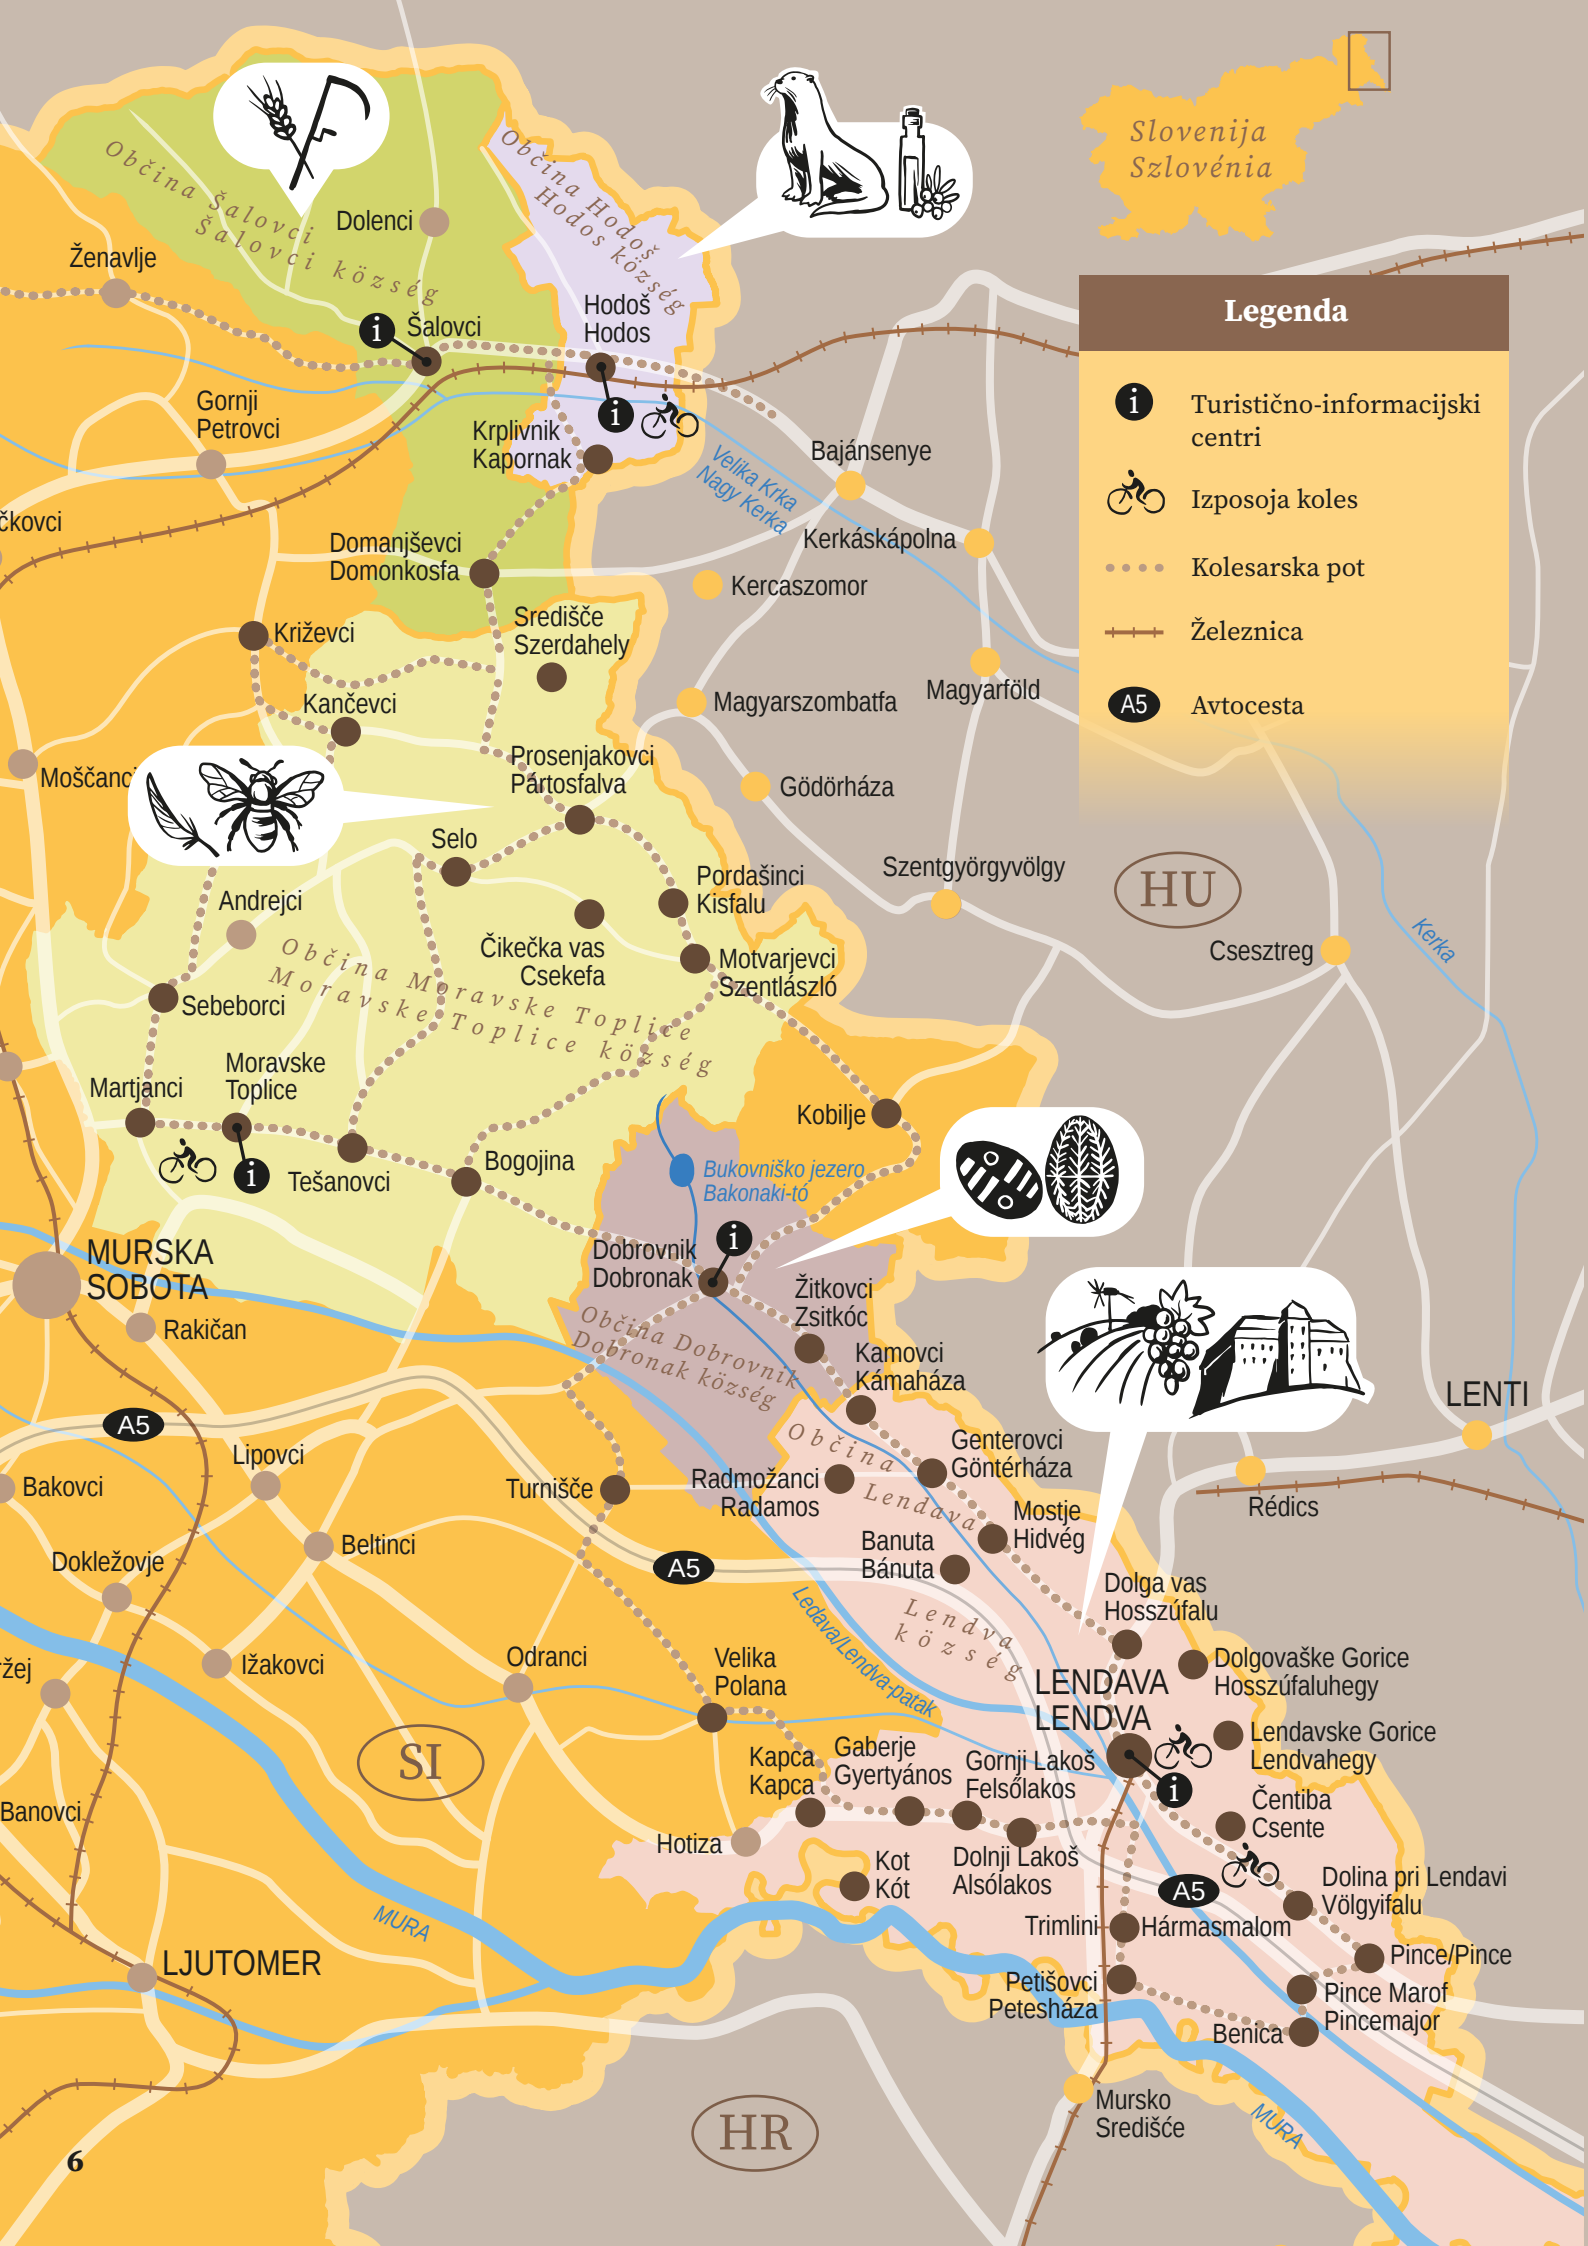 Slovenija
Szlovénia
Legenda
i
Turistično-informacijski
centri
Izposoja koles
Kolesarska pot
Železnica
A5
Avtocesta
Občina Šalovci
Šalovci község
Občina Hodoš
Hodos község
Dolenci
Ženavlje
i
Šalovci
Hodoš
Hodos
i
Gornji
Petrovci
Krplivnik
Kapornak
Velika Krka
Nagy Kerka
Bajánsenye
čkovci
Domanjševci
Domonkosfa
Kerkáskápolna
Kercaszomor
Središče
Szerdahely
Križevci
Kančevci
Magyarszombatfa
Magyarföld
Moščanci
Prosenjakovci
Pártosfalva
Gödörháza
Selo
Szentgyörgyvölgy
HU
Pordašinci
Kisfalu
Andrejci
Čikečka vas
Csekefa
Motvarjevci
Szentlászló
Csesztreg
Kerka
Občina Moravske Toplice
Moravske Toplice község
Sebeborci
Moravske
Toplice
Martjanci
i
Tešanovci
Bogojina
Kobilje
Bukovniško jezero
Bakonaki-tó
i
MURSKA
SOBOTA
Dobrovnik
Dobronak
Žitkovci
Zsitkóc
Rakičan
Občina Dobrovnik
Dobronak község
Kamovci
Kámaháza
LENTI
A5
Lipovci
Občina
Lendava
Genterovci
Göntérháza
Bakovci
Turnišče
Radmožanci
Radamos
Rédics
Mostje
Hidvég
Beltinci
Banuta
Bánuta
Dokležovje
A5
Dolga vas
Hosszúfalu
Ledava/Lendva-patak
Lendva
község
Ižakovci
Odranci
Velika
Polana
Dolgovaške Gorice
Hosszúfaluhegy
ržej
LENDAVA
LENDVA
Lendavske Gorice
Lendvahegy
SI
Kapca
Kapca
Gaberje
Gyertyános
Gornji Lakoš
Felsőlakos
i
Čentiba
Csente
Banovci
Hotiza
Kot
Kót
Dolnji Lakoš
Alsólakos
A5
Dolina pri Lendavi
Völgyifalu
MURA
Trimlini
Hármasmalom
LJUTOMER
Pince/Pince
Petišovci
Petesháza
Pince Marof
Pincemajor
Benica
Mursko
Središće
MURA
HR
6